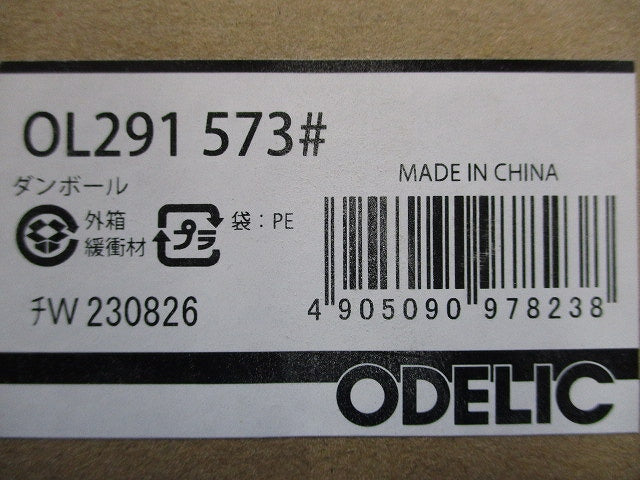 OL291 573#
MADE IN CHINA
ダンボール
外箱
緩衝材
プラ
袋：PE
チW 230826
4 905090 978238
ODELIC